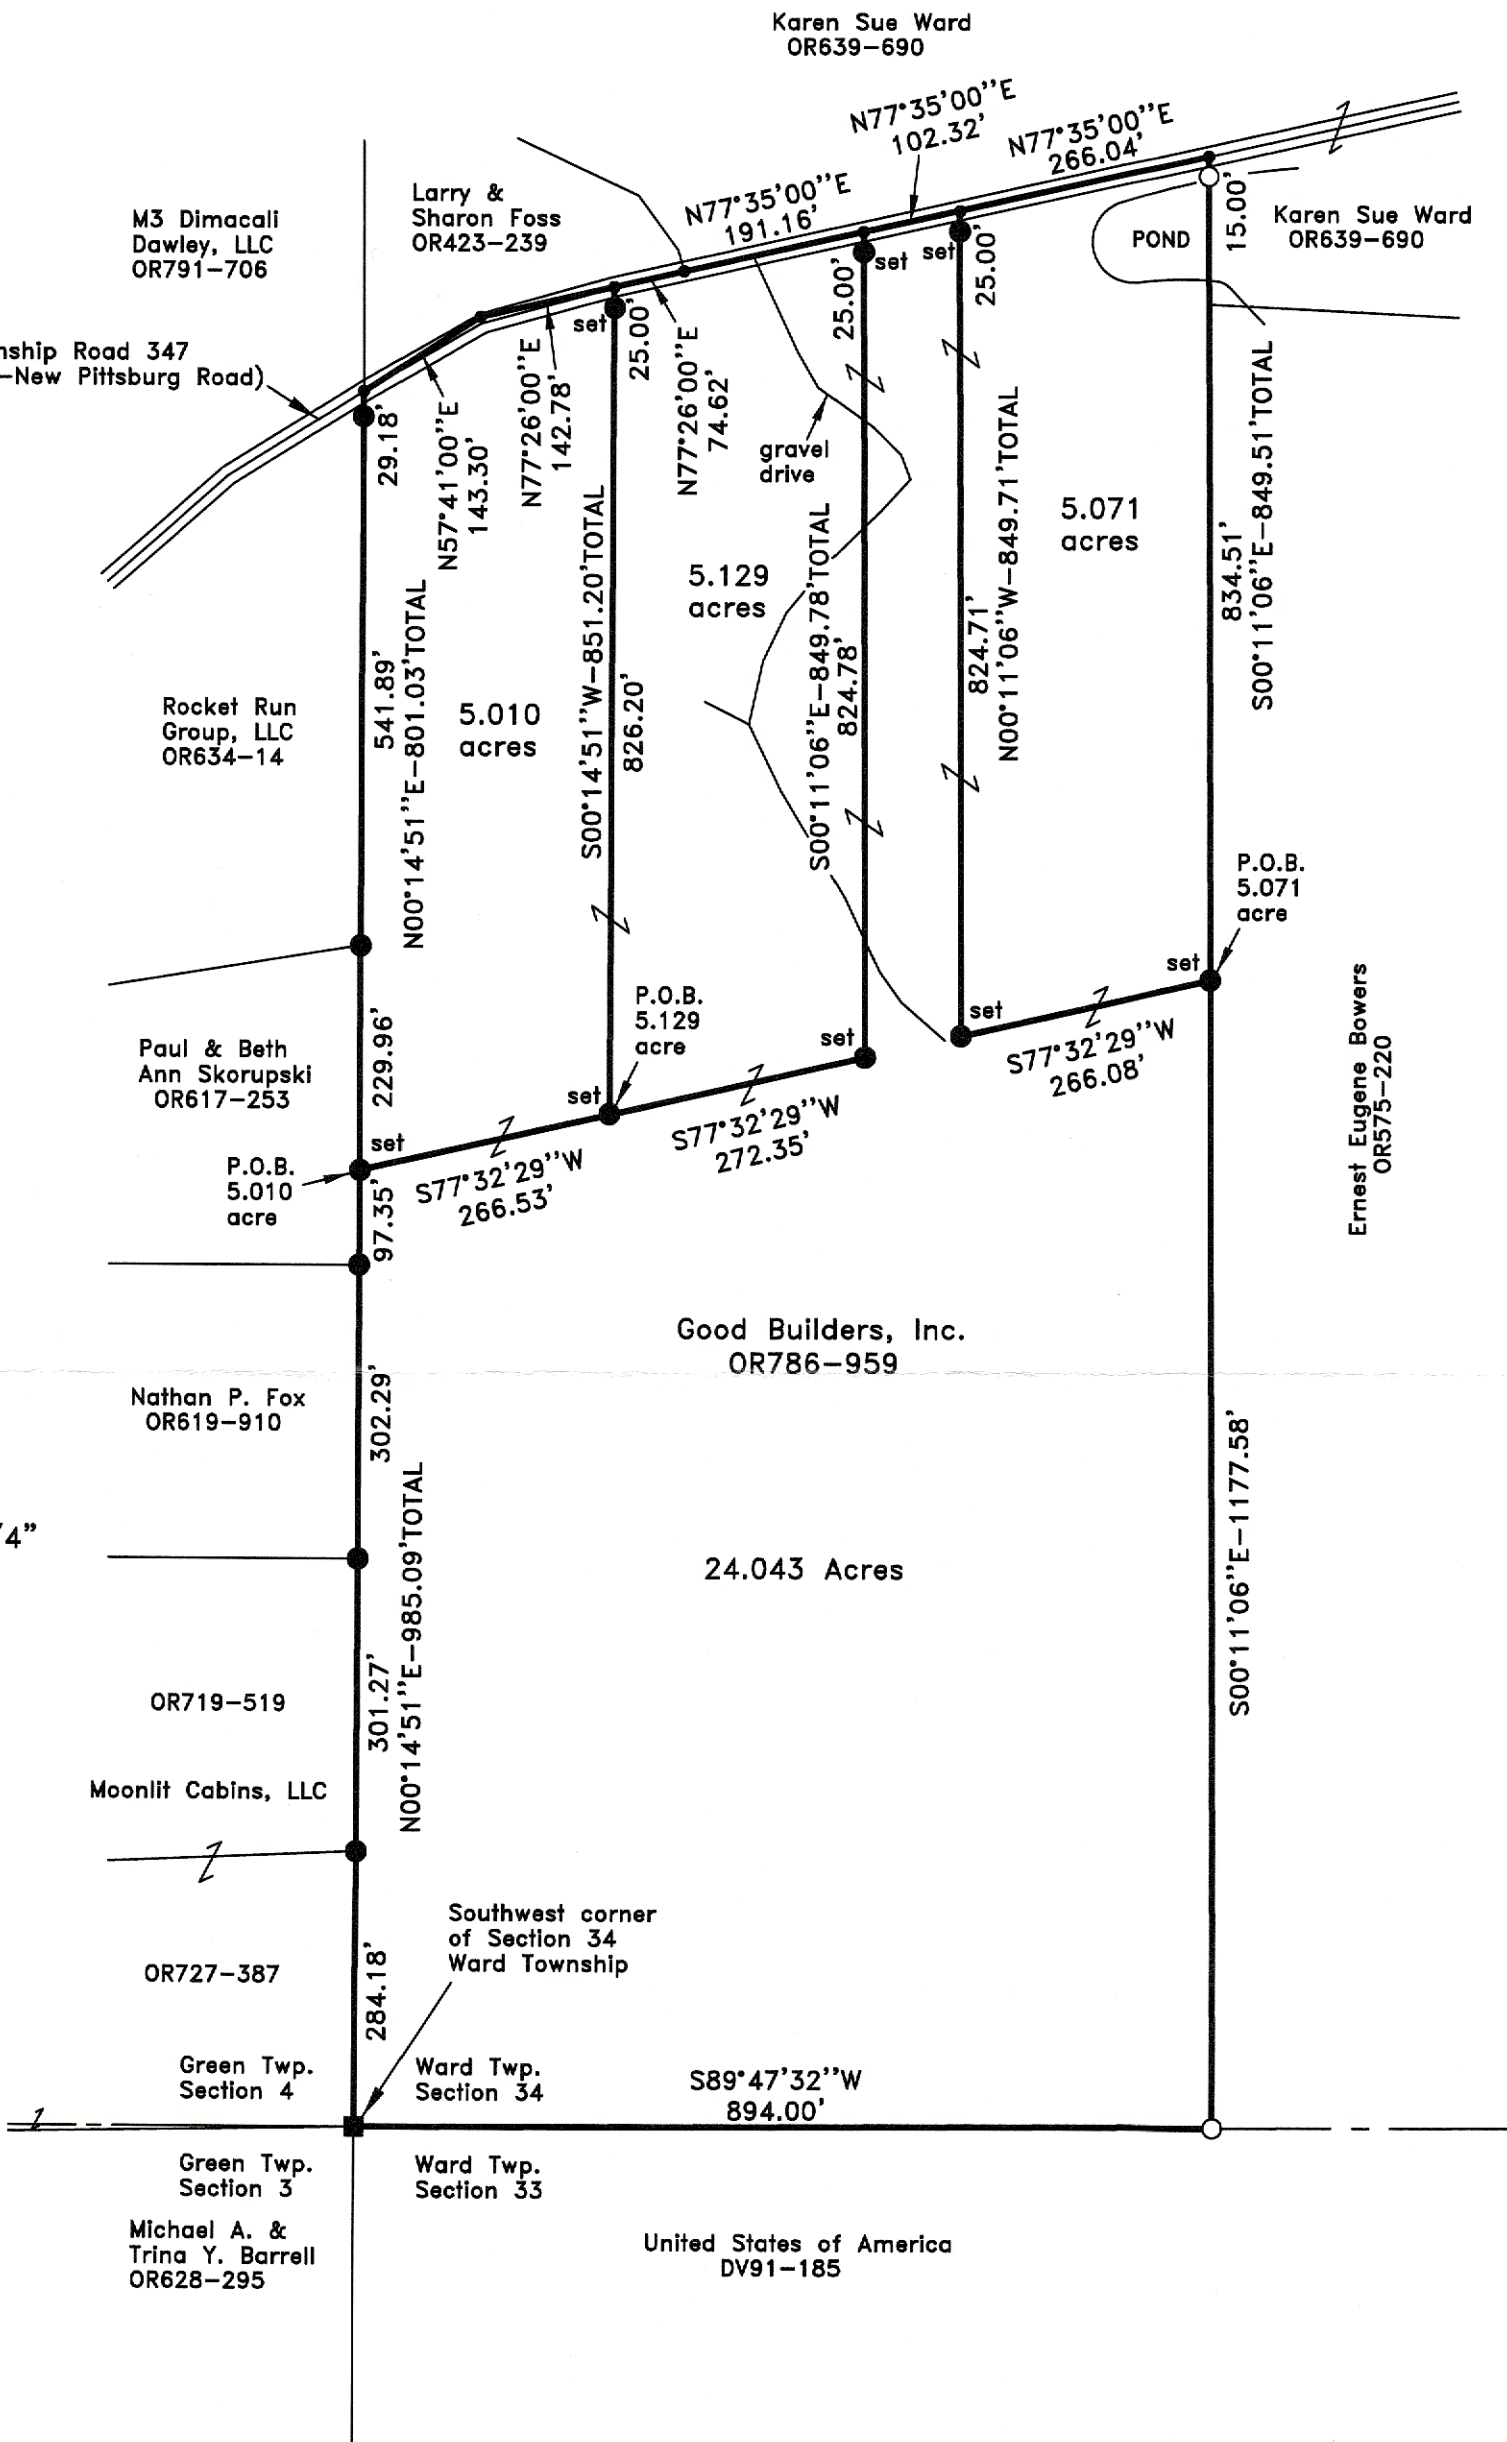 Karen Sue Ward
OR639-690
N77°35'00"E
102.32'
N77°35'00"E
266.04'
N77°35'00"E
191.16'
Larry &
Sharon Foss
OR423-239
M3 Dimacali
Dawley, LLC
OR791-706
POND
15.00'
Karen Sue Ward
OR639-690
set
set
set
25.00'
25.00'
25.00'
nship Road 347
-New Pittsburg Road)
29.18'
N57°41'00"E
143.30'
N77°26'00"E
142.78'
N77°26'00"E
74.62'
gravel
drive
5.071
acres
5.129
acres
5.010
acres
541.89'
N00°14'51"E-801.03'TOTAL
S00°14'51"W-851.20'TOTAL
826.20'
S00°11'06"E-849.78'TOTAL
824.78'
824.71'
N00°11'06"W-849.71'TOTAL
834.51'
S00°11'06"E-849.51'TOTAL
Rocket Run
Group, LLC
OR634-14
P.O.B.
5.071
acre
set
set
P.O.B.
5.129
acre
set
set
S77°32'29"W
266.08'
Ernest Eugene Bowers
OR575-220
229.96'
Paul & Beth
Ann Skorupski
OR617-253
set
P.O.B.
5.010
acre
S77°32'29"W
272.35'
S77°32'29"W
266.53'
97.35'
Good Builders, Inc.
OR786-959
Nathan P. Fox
OR619-910
302.29'
/4"
N00°14'51"E-985.09'TOTAL
24.043 Acres
S00°11'06"E-1177.58'
OR719-519
301.27'
Moonlit Cabins, LLC
Southwest corner
of Section 34
Ward Township
OR727-387
284.18'
Green Twp.
Section 4
Ward Twp.
Section 34
S89°47'32"W
894.00'
Green Twp.
Section 3
Ward Twp.
Section 33
Michael A. &
Trina Y. Barrell
OR628-295
United States of America
DV91-185